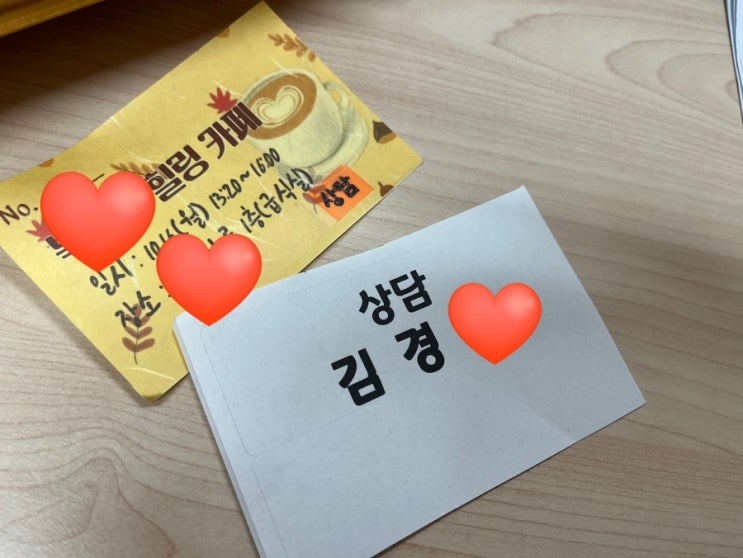 No.
힐링 카페
일시 : 10.16(월) 13:20~16:00
장소 : 1층(급식실)
상담
상담
김 경